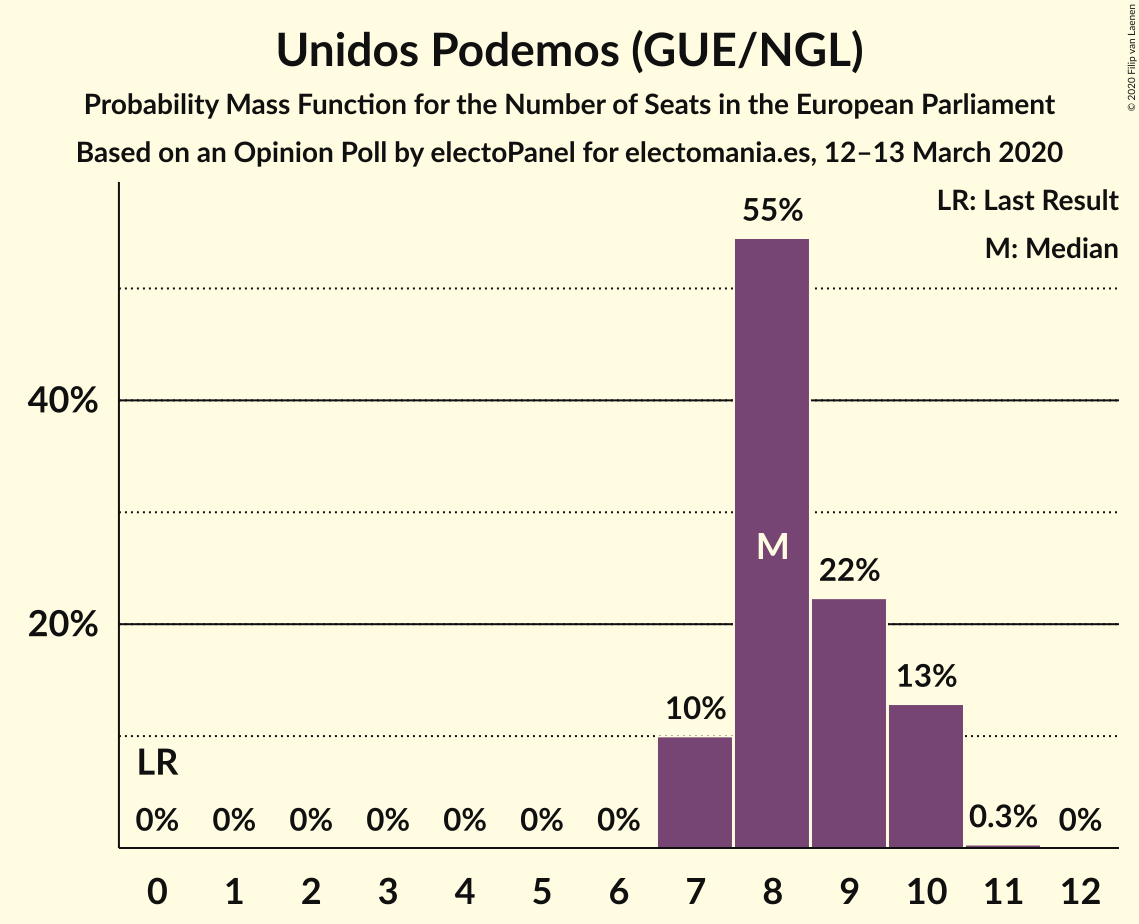 Unidos Podemos (GUE/NGL)
Probability Mass Function for the Number of Seats in the European Parliament
Based on an Opinion Poll by electoPanel for electomania.es, 12–13 March 2020
© 2020 Filip van Laenen
LR: Last Result
M: Median
55%
40%
M
22%
20%
13%
10%
LR
0% 0% 0% 0% 0% 0% 0% 0.3% 0%
0 1 2 3 4 5 6 7 8 9 10 11 12